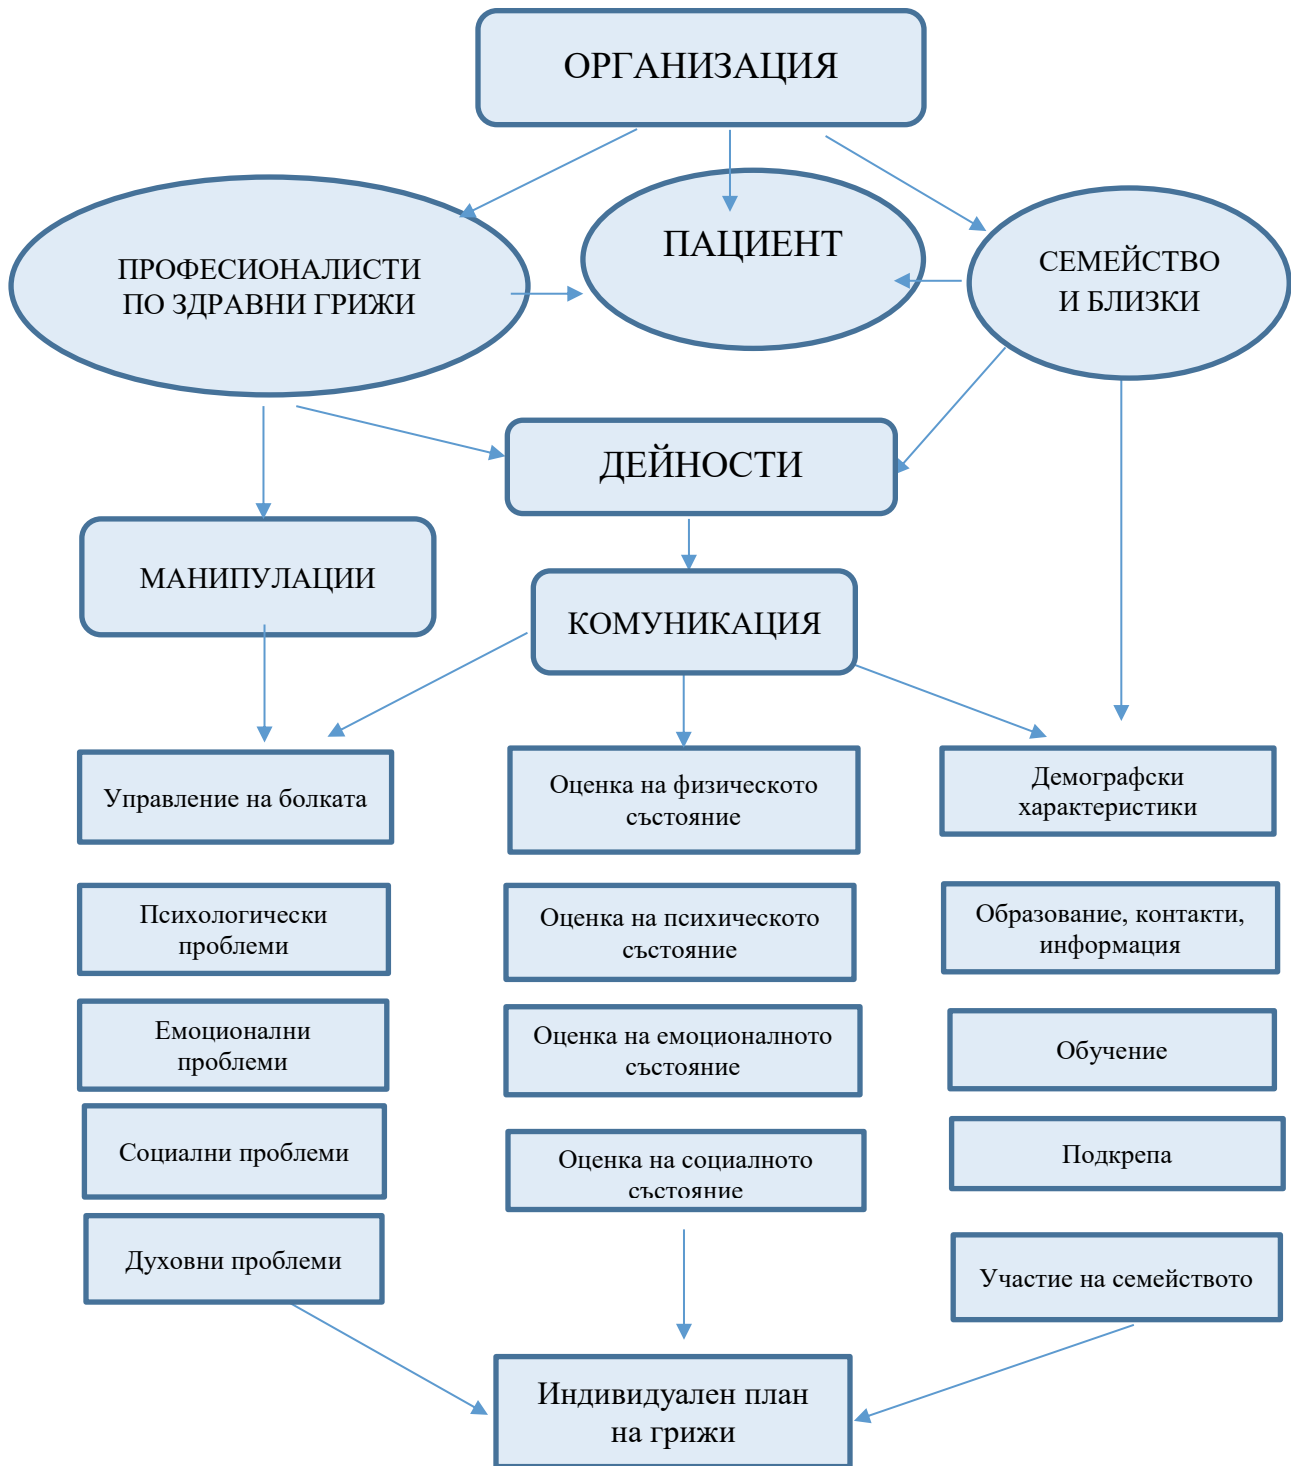 ОРГАНИЗАЦИЯ
ПРОФЕСИОНАЛИСТИ
ПО ЗДРАВНИ ГРИЖИ
ПАЦИЕНТ
СЕМЕЙСТВО
И БЛИЗКИ
ДЕЙНОСТИ
МАНИПУЛАЦИИ
КОМУНИКАЦИЯ
Управление на болката
Оценка на физическото
състояние
Демографски
характеристики
Психологически
проблеми
Оценка на психическото
състояние
Образование, контакти,
информация
Емоционални
проблеми
Оценка на емоционалното
състояние
Обучение
Социални проблеми
Оценка на социалното
състояние
Подкрепа
Духовни проблеми
Участие на семейството
Индивидуален план
на грижи